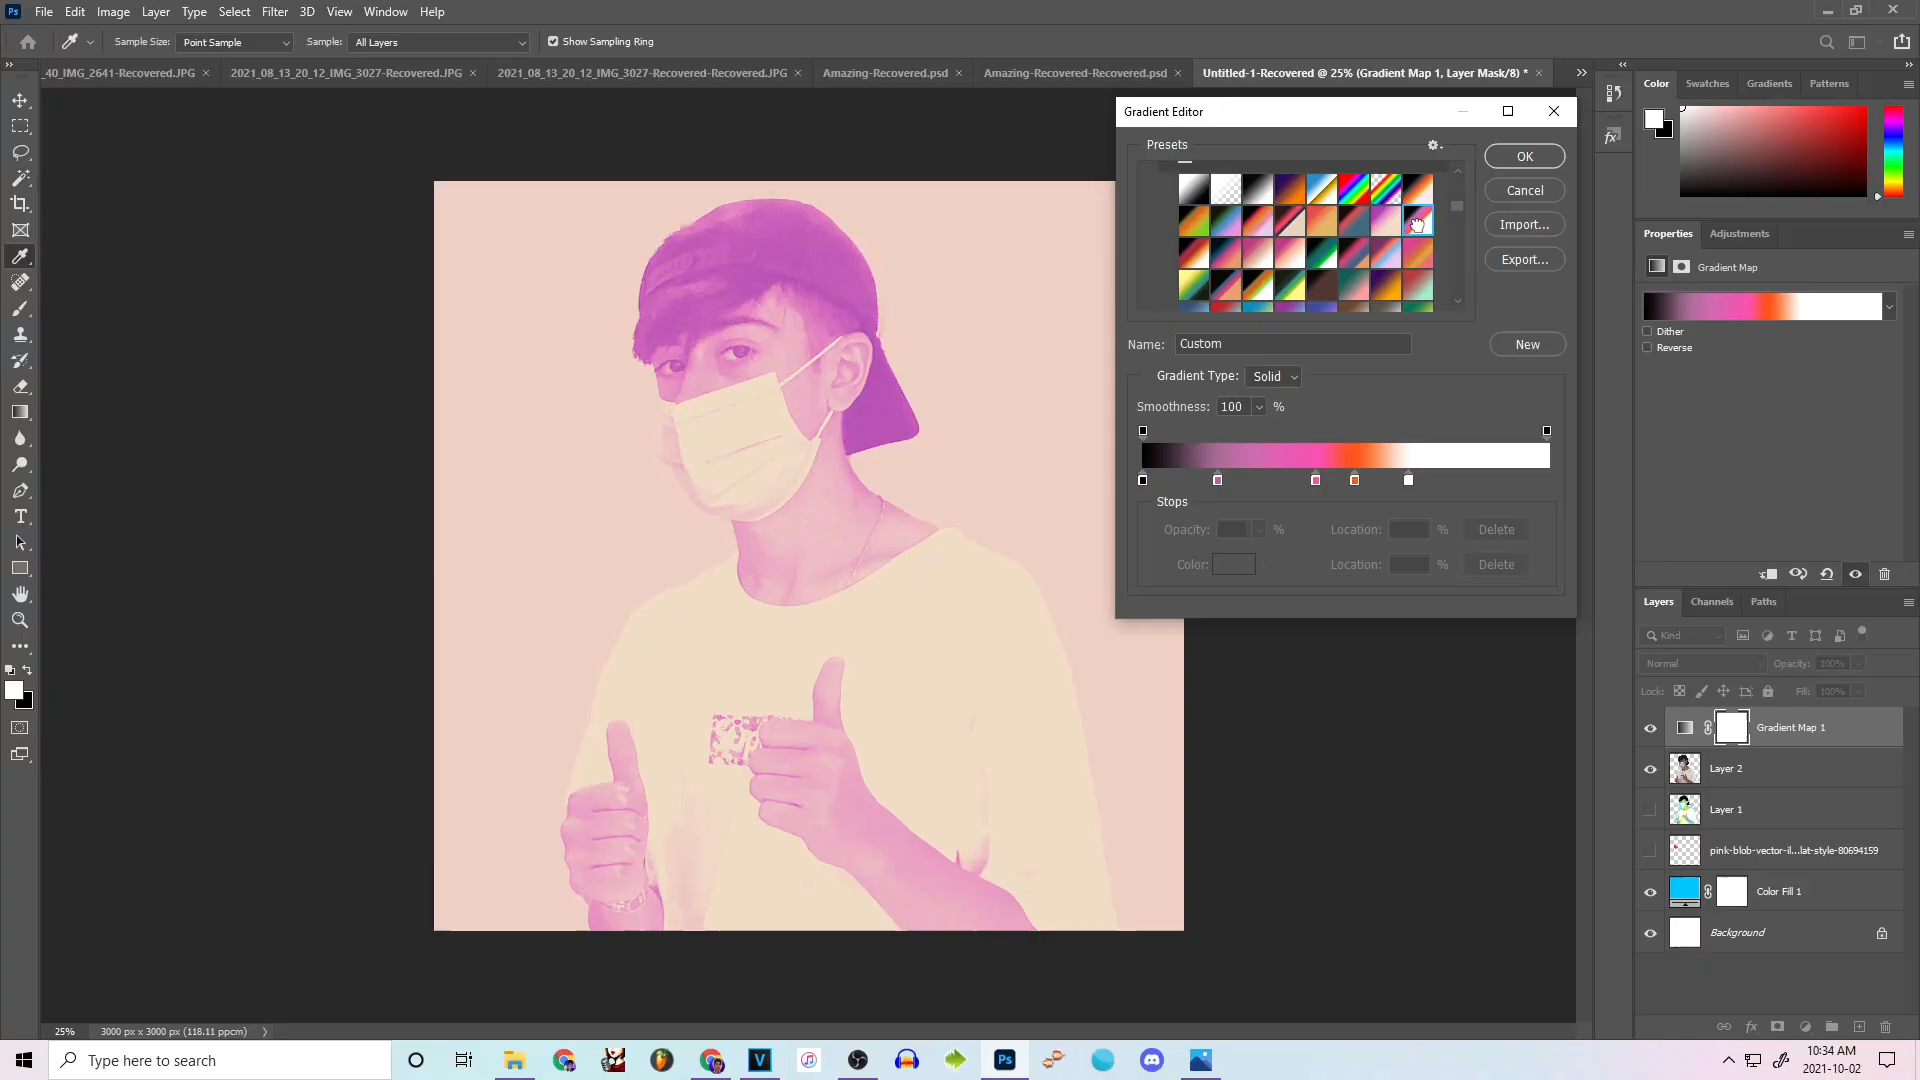 File Edit Image Layer Type Select Filter 3D View Window Help
Sample Size: Point Sample Sample: All Layers Show Sampling Ring
_40_IMG_2641-Recovered.JPG × 2021_08_13_20_12_IMG_3027-Recovered.JPG × 2021_08_13_20_12_IMG_3027-Recovered-Recovered.JPG × Amazing-Recovered.psd × Amazing-Recovered-Recovered.psd × Untitled-1-Recovered @ 25% (Gradient Map 1, Layer Mask/8) * ×
Color Swatches Gradients Patterns
Gradient Editor
Presets
OK
Cancel
Import...
Export...
Name: Custom New
Gradient Type: Solid
Smoothness: 100 %
Stops
Opacity: % Location: % Delete
Color: Location: % Delete
Properties Adjustments
Gradient Map
Dither
Reverse
Layers Channels Paths
Kind
Normal Opacity: 100%
Lock: Fill: 100%
Gradient Map 1
Layer 2
Layer 1
pink-blob-vector-il...lat-style-80694159
Color Fill 1
Background
25% 3000 px x 3000 px (118.11 ppcm)
Type here to search
10:34 AM
2021-10-02